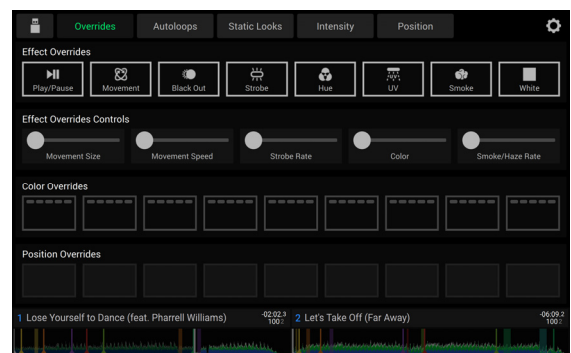 Overrides Autoloops Static Looks Intensity Position
Effect Overrides
Play/Pause Movement Black Out Strobe Hue UV Smoke White
Effect Overrides Controls
Movement Size Movement Speed Strobe Rate Color Smoke/Haze Rate
Color Overrides
Position Overrides
1 Lose Yourself to Dance (feat. Pharrell Williams) -02:02.3 2 Let's Take Off (Far Away) -06:09.2
100.2 100.2